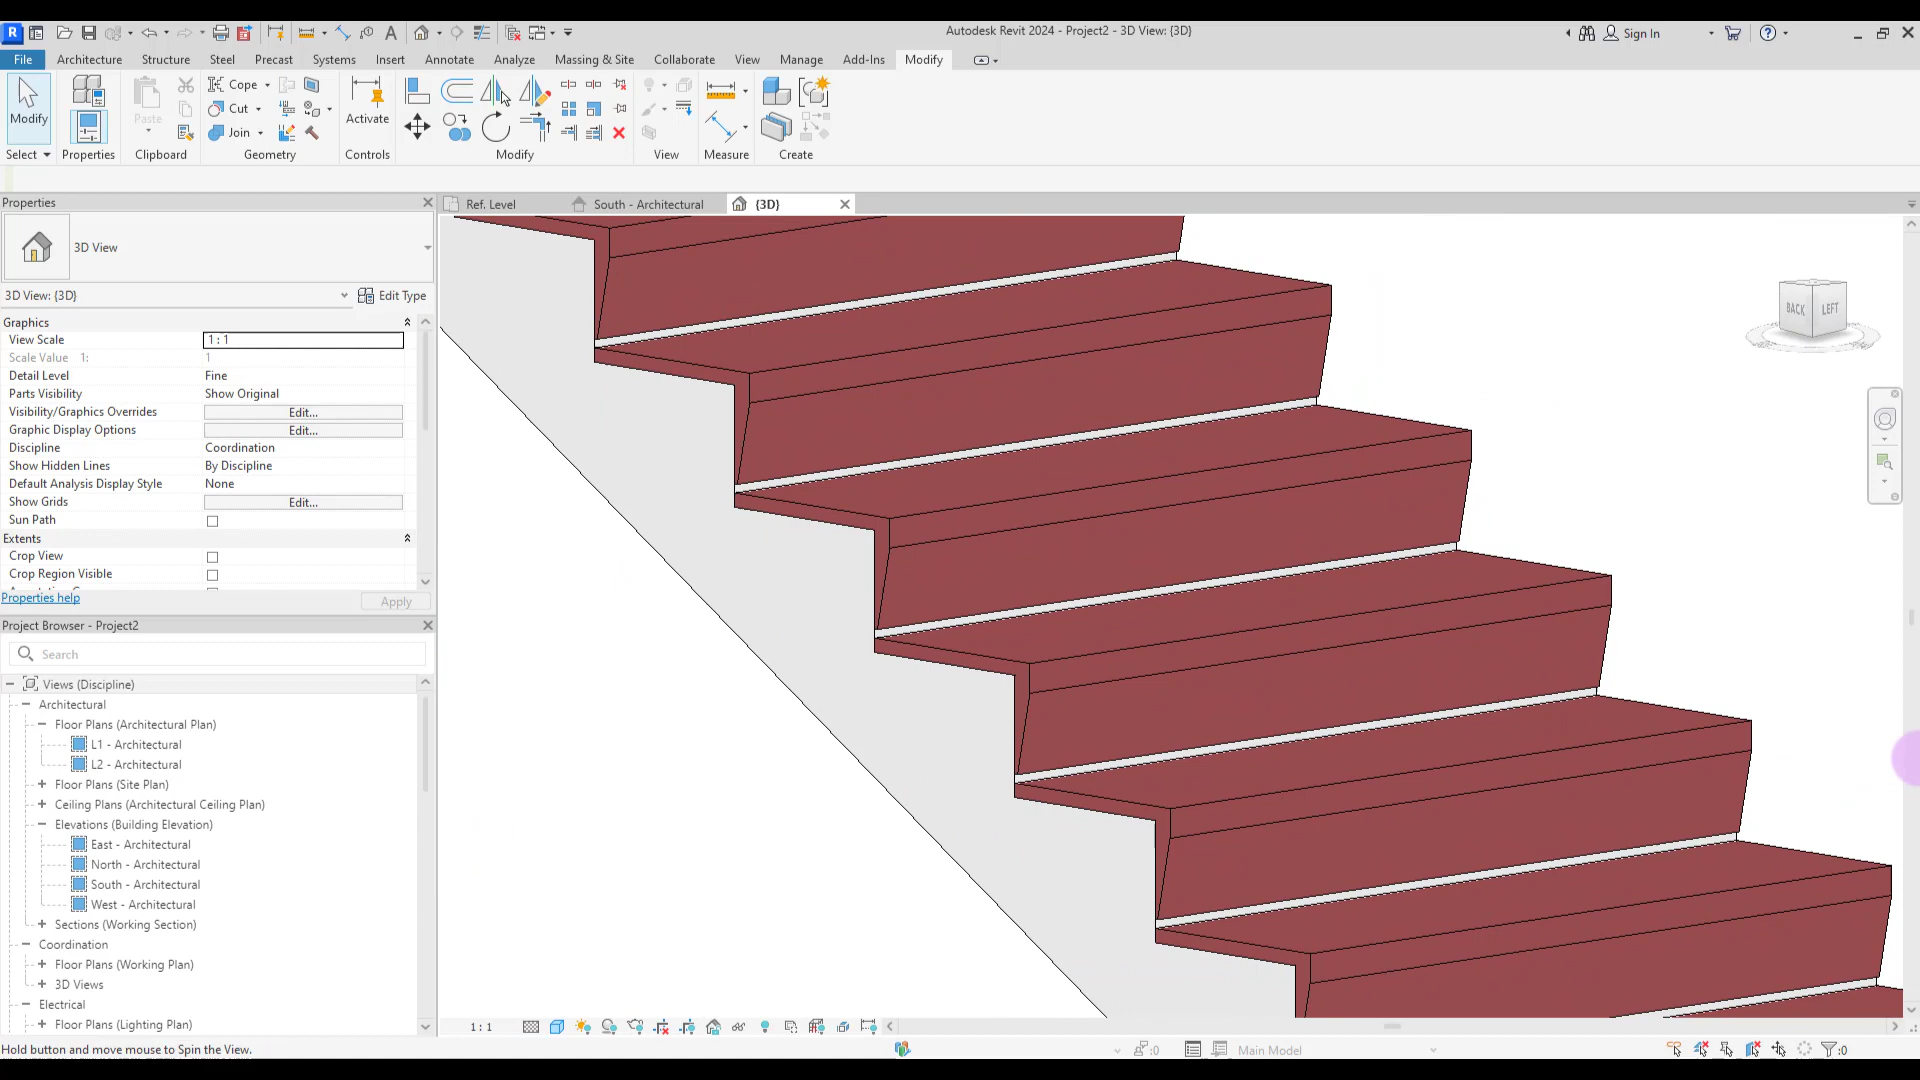 Autodesk Revit 2024 - Project2 - 3D View: {3D}
Sign In
File Architecture Structure Steel Precast Systems Insert Annotate Analyze Massing & Site Collaborate View Manage Add-Ins Modify
Modify
Paste
Cope
Cut
Join
Activate
Select Properties Clipboard Geometry Controls Modify View Measure Create
Properties
Ref. Level
South - Architectural
{3D}
3D View
3D View: {3D}
Edit Type
Graphics
View Scale 1 : 1
Scale Value 1: 1
Detail Level Fine
Parts Visibility Show Original
Visibility/Graphics Overrides Edit...
Graphic Display Options Edit...
Discipline Coordination
Show Hidden Lines By Discipline
Default Analysis Display Style None
Show Grids Edit...
Sun Path
Extents
Crop View
Crop Region Visible
Properties help
Apply
BACK LEFT
Project Browser - Project2
Search
Views (Discipline)
Architectural
Floor Plans (Architectural Plan)
L1 - Architectural
L2 - Architectural
Floor Plans (Site Plan)
Ceiling Plans (Architectural Ceiling Plan)
Elevations (Building Elevation)
East - Architectural
North - Architectural
South - Architectural
West - Architectural
Sections (Working Section)
Coordination
Floor Plans (Working Plan)
3D Views
Electrical
Floor Plans (Lighting Plan)
1 : 1
Hold button and move mouse to Spin the View.
:0
Main Model
:0